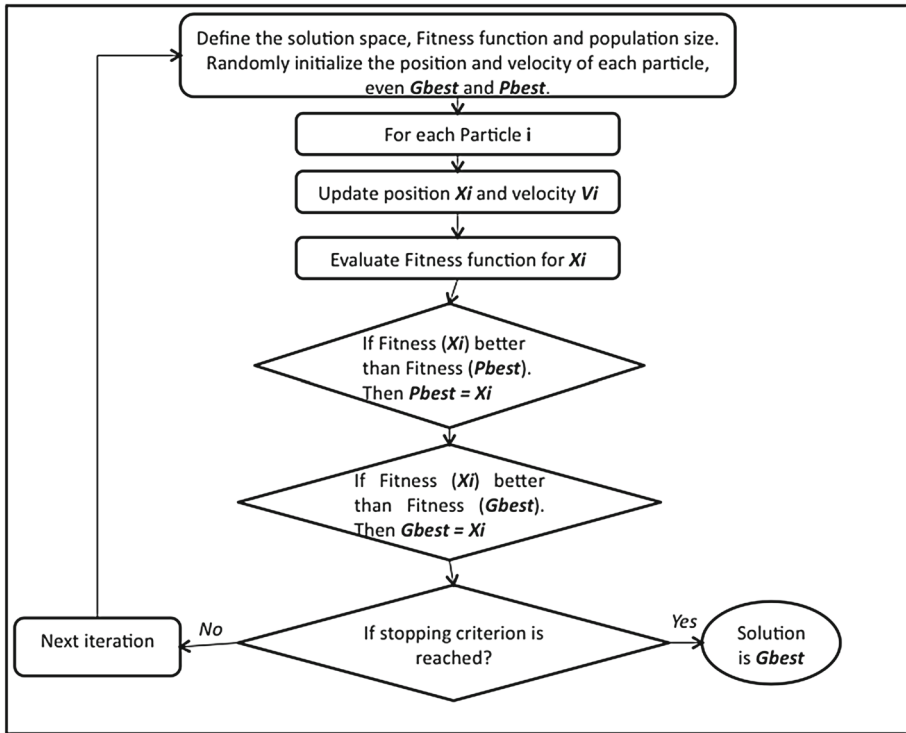 Define the solution space, Fitness function and population size.
Randomly initialize the position and velocity of each particle,
even Gbest and Pbest.
For each Particle i
Update position Xi and velocity Vi
Evaluate Fitness function for Xi
If Fitness (Xi) better
than Fitness (Pbest).
Then Pbest = Xi
If Fitness (Xi) better
than Fitness (Gbest).
Then Gbest = Xi
If stopping criterion is
reached?
No
Next iteration
Yes
Solution
is Gbest